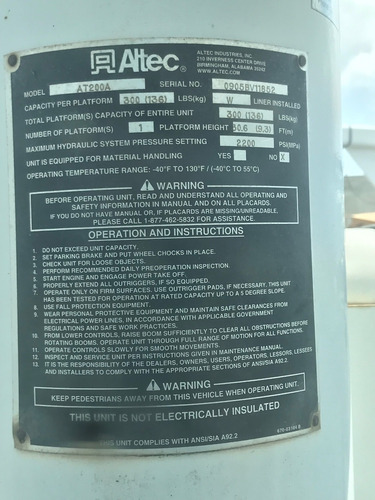 Altec®
ALTEC INDUSTRIES, INC.
210 INVERNESS CENTER DRIVE
BIRMINGHAM, ALABAMA 35242
WWW.ALTEC.COM
MODEL AT200A SERIAL NO. 0905BV11852
CAPACITY PER PLATFORM 300 (136) LBS(kg) W LINER INSTALLED
TOTAL PLATFORM(S) CAPACITY OF ENTIRE UNIT 300 (136) LBS(kg)
NUMBER OF PLATFORM(S) 1 PLATFORM HEIGHT 30.6 (9.3) FT(m)
MAXIMUM HYDRAULIC SYSTEM PRESSURE SETTING 2200 PSI
UNIT IS EQUIPPED FOR MATERIAL HANDLING YES NO X
OPERATING TEMPERATURE RANGE: -40°F TO 130°F / (-40°C TO 55°C)
WARNING
BEFORE OPERATING UNIT, READ AND UNDERSTAND ALL OPERATING AND
SAFETY INFORMATION IN MANUAL AND ON ALL PLACARDS.
IF YOU DO NOT HAVE MANUAL OR, IF PLACARDS ARE MISSING/UNREADABLE,
PLEASE CALL 1-877-462-5832 FOR ASSISTANCE.
OPERATION AND INSTRUCTIONS
1. DO NOT EXCEED UNIT CAPACITY.
2. SET PARKING BRAKE AND PUT WHEEL CHOCKS IN PLACE.
3. CHECK UNIT FOR LOOSE OBJECTS.
4. PERFORM RECOMMENDED DAILY PREOPERATION INSPECTION.
5. START ENGINE AND ENGAGE POWER TAKE OFF.
6. PROPERLY EXTEND ALL OUTRIGGERS, IF SO EQUIPPED.
7. OPERATE ONLY ON FIRM SURFACES. USE OUTRIGGER PADS, IF NECESSARY. THIS UNIT
HAS BEEN TESTED FOR OPERATION AT RATED CAPACITY UP TO A 5 DEGREE SLOPE.
8. USE FALL PROTECTION EQUIPMENT.
9. WEAR PERSONAL PROTECTIVE EQUIPMENT AND MAINTAIN SAFE CLEARANCES FROM
ELECTRICAL POWER LINES, IN ACCORDANCE WITH APPLICABLE GOVERNMENT
REGULATIONS AND SAFE WORK PRACTICES.
10. FROM LOWER CONTROLS, RAISE BOOM SUFFICIENTLY TO CLEAR ALL OBSTRUCTIONS BEFORE
ROTATING BOOMS. OPERATE UNIT THROUGH FULL RANGE OF MOTION FOR ALL FUNCTIONS.
11. OPERATE CONTROLS SLOWLY FOR SMOOTH MOVEMENTS.
12. INSPECT AND SERVICE UNIT PER INSTRUCTIONS GIVEN IN MAINTENANCE MANUAL.
13. IT IS THE RESPONSIBILITY OF THE DEALERS, OWNERS, USERS, OPERATORS, LESSORS, LESSEES
AND INSTALLERS TO COMPLY WITH THE APPROPRIATE SECTIONS OF ANSI/SIA A92.2.
WARNING
KEEP PEDESTRIANS AWAY FROM THIS VEHICLE WHEN OPERATING UNIT.
THIS UNIT IS NOT ELECTRICALLY INSULATED
THIS UNIT COMPLIES WITH ANSI/SIA A92.2